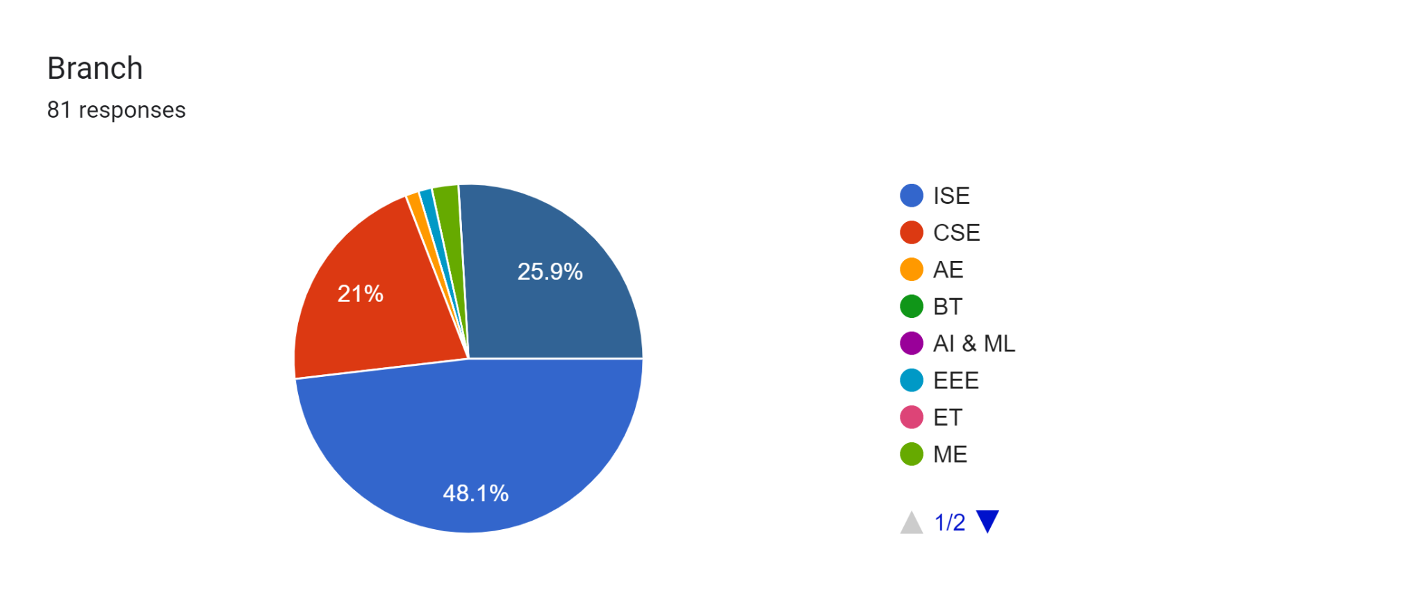 Branch
81 responses
25.9%
21%
48.1%
ISE
CSE
AE
BT
AI & ML
EEE
ET
ME
1/2